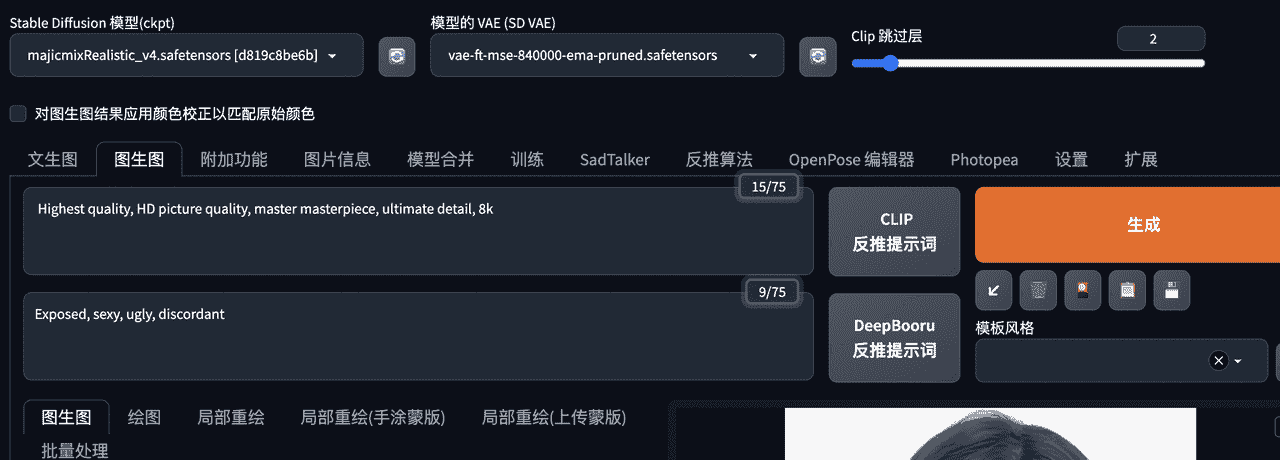 Stable Diffusion 模型(ckpt)
模型的 VAE (SD VAE)
Clip 跳过层
2
majicmixRealistic_v4.safetensors [d819c8be6b]
vae-ft-mse-840000-ema-pruned.safetensors
对图生图结果应用颜色校正以匹配原始颜色
文生图 图生图 附加功能 图片信息 模型合并 训练 SadTalker 反推算法 OpenPose 编辑器 Photopea 设置 扩展
15/75
Highest quality, HD picture quality, master masterpiece, ultimate detail, 8k
CLIP
反推提示词
生成
9/75
Exposed, sexy, ugly, discordant
DeepBooru
反推提示词
模板风格
图生图 绘图 局部重绘 局部重绘(手涂蒙版) 局部重绘(上传蒙版)
批量处理